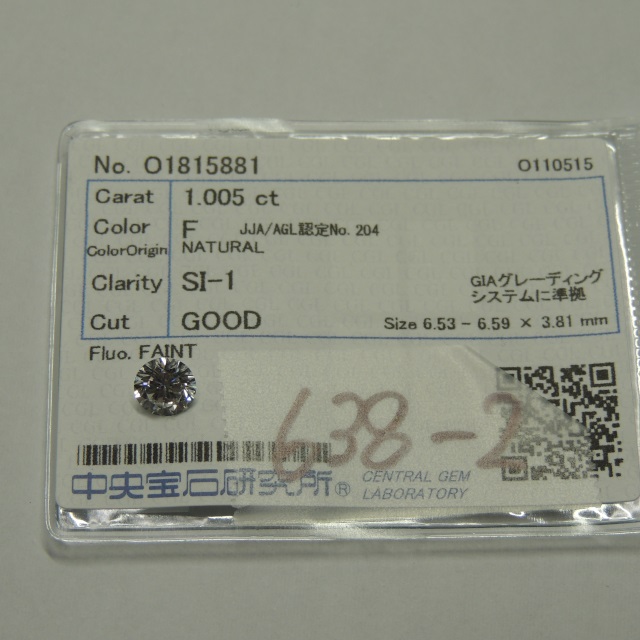 No. O1815881
O110515
Carat 1.005 ct
Color F JJA/AGL認定No. 204
ColorOrigin NATURAL
Clarity SI-1
GIAグレーディング
システムに準拠
Cut GOOD Size 6.53 - 6.59 × 3.81 mm
Fluo. FAINT
638-2
中央宝石研究所® CENTRAL GEM
LABORATORY